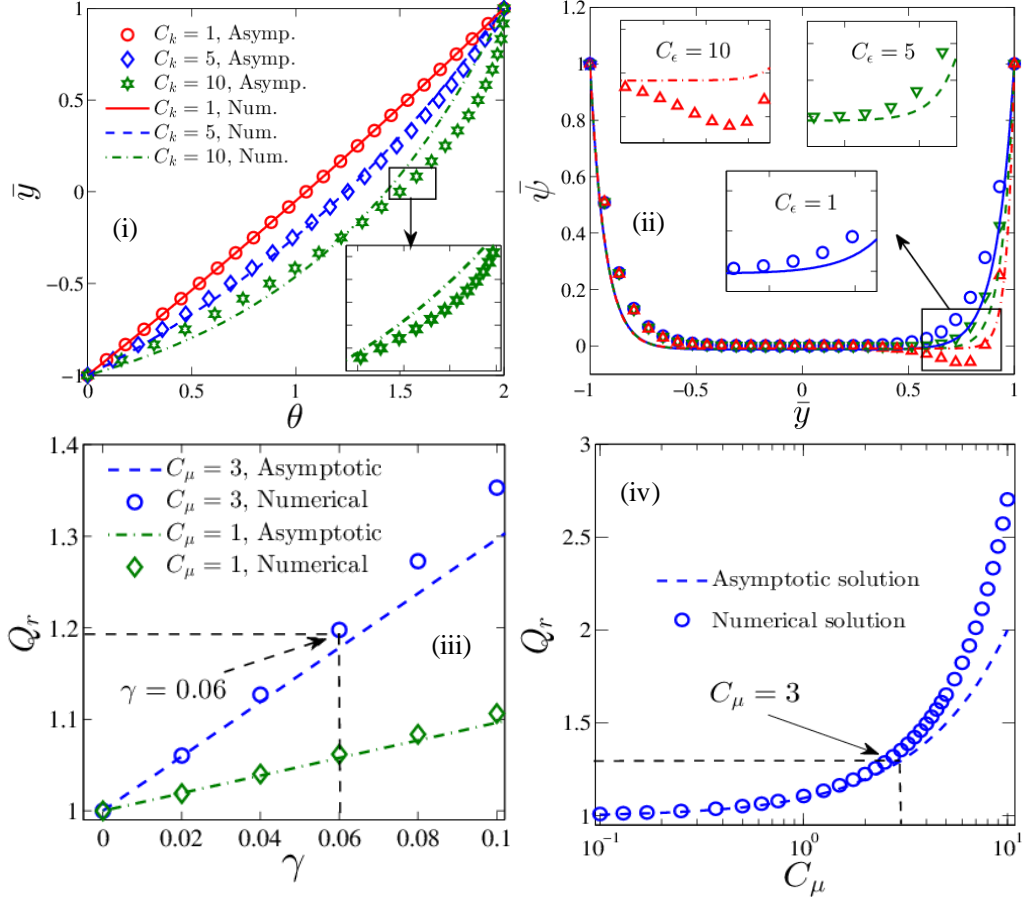 1
0.5
0
−0.5
−1
ȳ
C_k = 1, Asymp.
C_k = 5, Asymp.
C_k = 10, Asymp.
C_k = 1, Num.
C_k = 5, Num.
C_k = 10, Num.
(i)
0 0.5 1 1.5 2
θ
1.2
1
0.8
0.6
0.4
0.2
0
ψ̄
C_ϵ = 10
C_ϵ = 5
C_ϵ = 1
(ii)
−1 −0.5 0 0.5 1
ȳ
1.4
1.3
1.2
1.1
1
Q_r
C_μ = 3, Asymptotic
C_μ = 3, Numerical
C_μ = 1, Asymptotic
C_μ = 1, Numerical
(iii)
γ = 0.06
0 0.02 0.04 0.06 0.08 0.1
γ
3
2.5
2
1.5
1
Q_r
(iv)
Asymptotic solution
Numerical solution
C_μ = 3
10^−1 10^0 10^1
C_μ